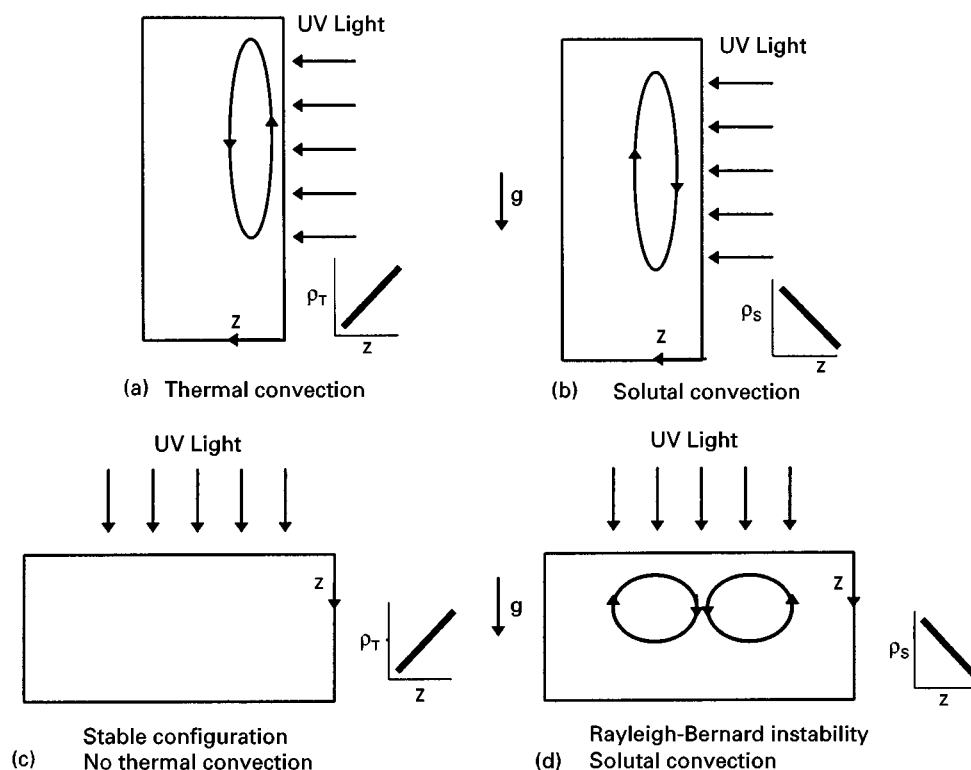 UV Light
g
ρT
z
z
(a) Thermal convection
UV Light
ρS
z
z
(b) Solutal convection
UV Light
z
g
ρT
z
Stable configuration
(c) No thermal convection
UV Light
z
ρS
z
Rayleigh-Bernard instability
(d) Solutal convection